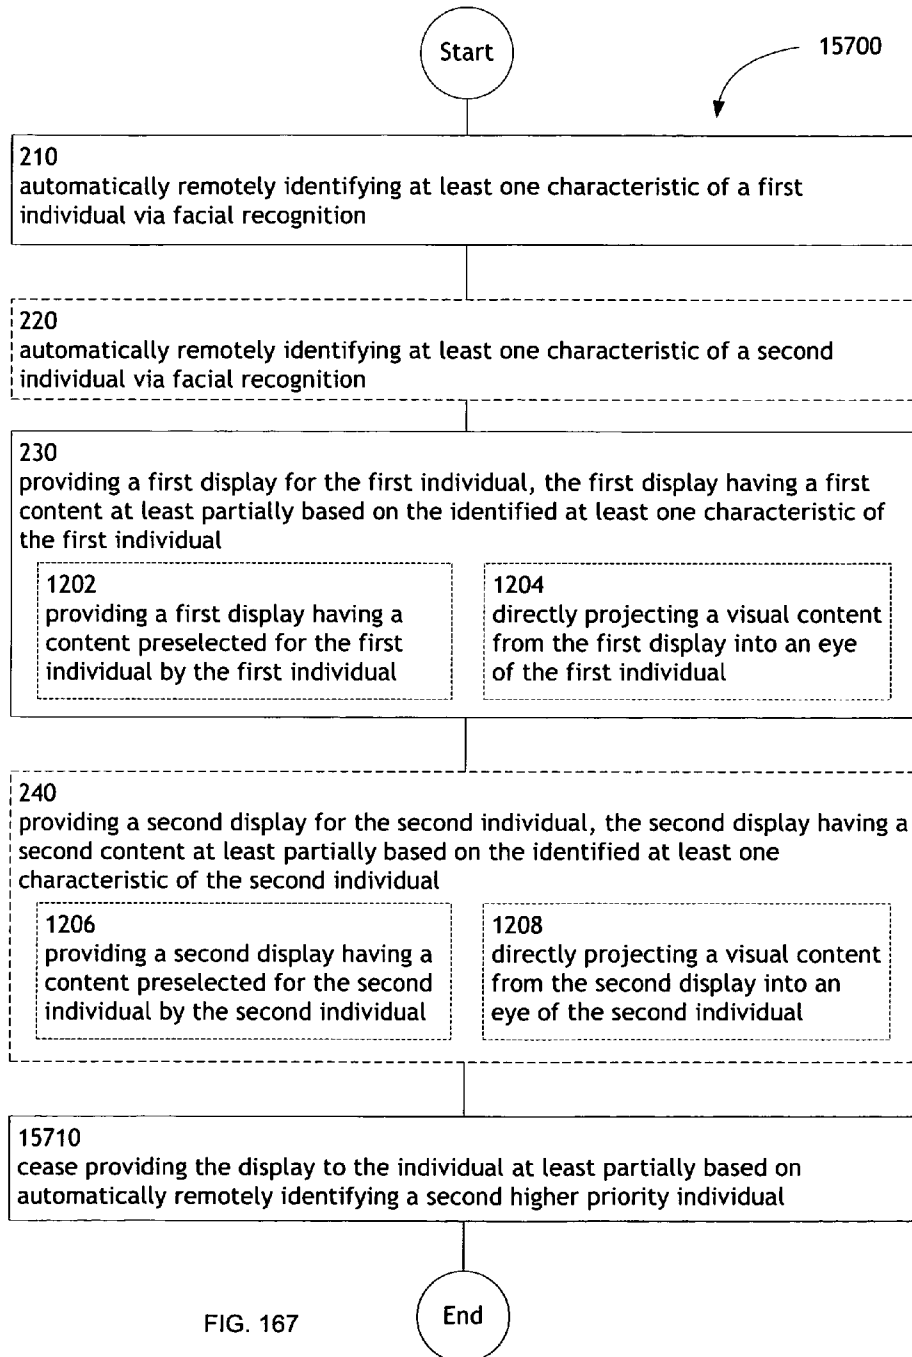 Start
15700
210
automatically remotely identifying at least one characteristic of a first
individual via facial recognition
220
automatically remotely identifying at least one characteristic of a second
individual via facial recognition
230
providing a first display for the first individual, the first display having a first
content at least partially based on the identified at least one characteristic of
the first individual
1202
providing a first display having a
content preselected for the first
individual by the first individual
1204
directly projecting a visual content
from the first display into an eye
of the first individual
240
providing a second display for the second individual, the second display having a
second content at least partially based on the identified at least one
characteristic of the second individual
1206
providing a second display having a
content preselected for the second
individual by the second individual
1208
directly projecting a visual content
from the second display into an
eye of the second individual
15710
cease providing the display to the individual at least partially based on
automatically remotely identifying a second higher priority individual
End
FIG. 167